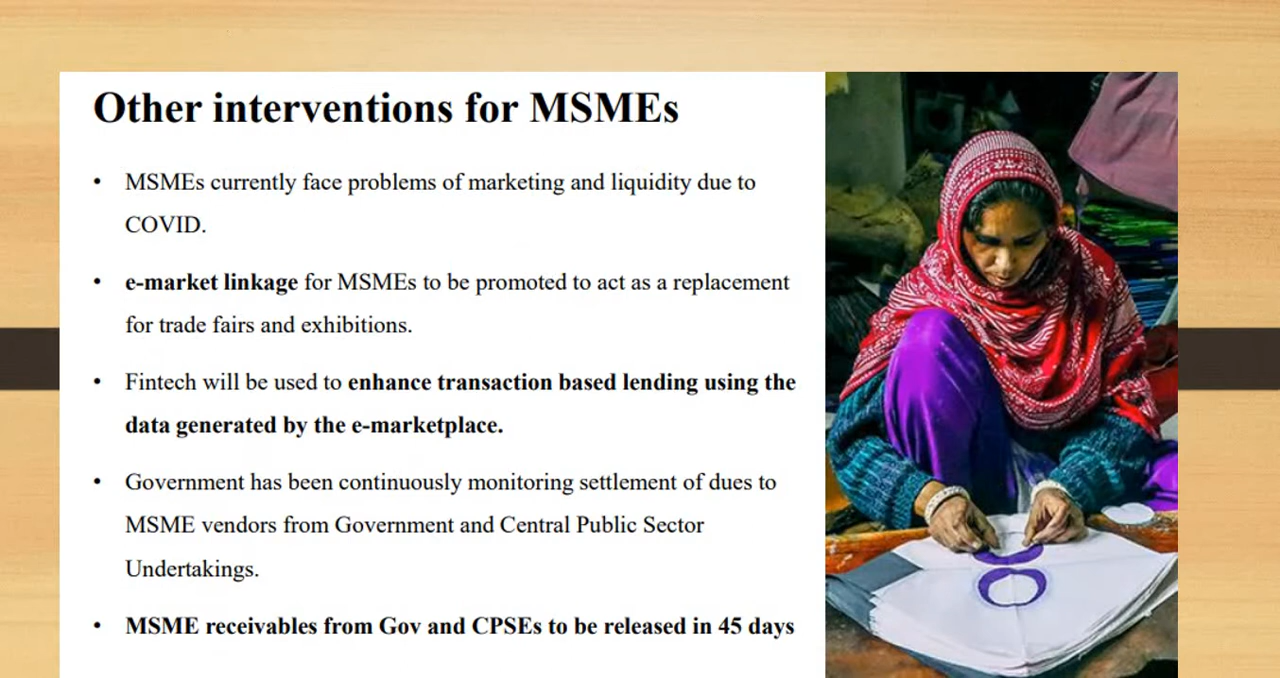 Other interventions for MSMEs
• MSMEs currently face problems of marketing and liquidity due to
COVID.
• e-market linkage for MSMEs to be promoted to act as a replacement
for trade fairs and exhibitions.
• Fintech will be used to enhance transaction based lending using the
data generated by the e-marketplace.
• Government has been continuously monitoring settlement of dues to
MSME vendors from Government and Central Public Sector
Undertakings.
• MSME receivables from Gov and CPSEs to be released in 45 days